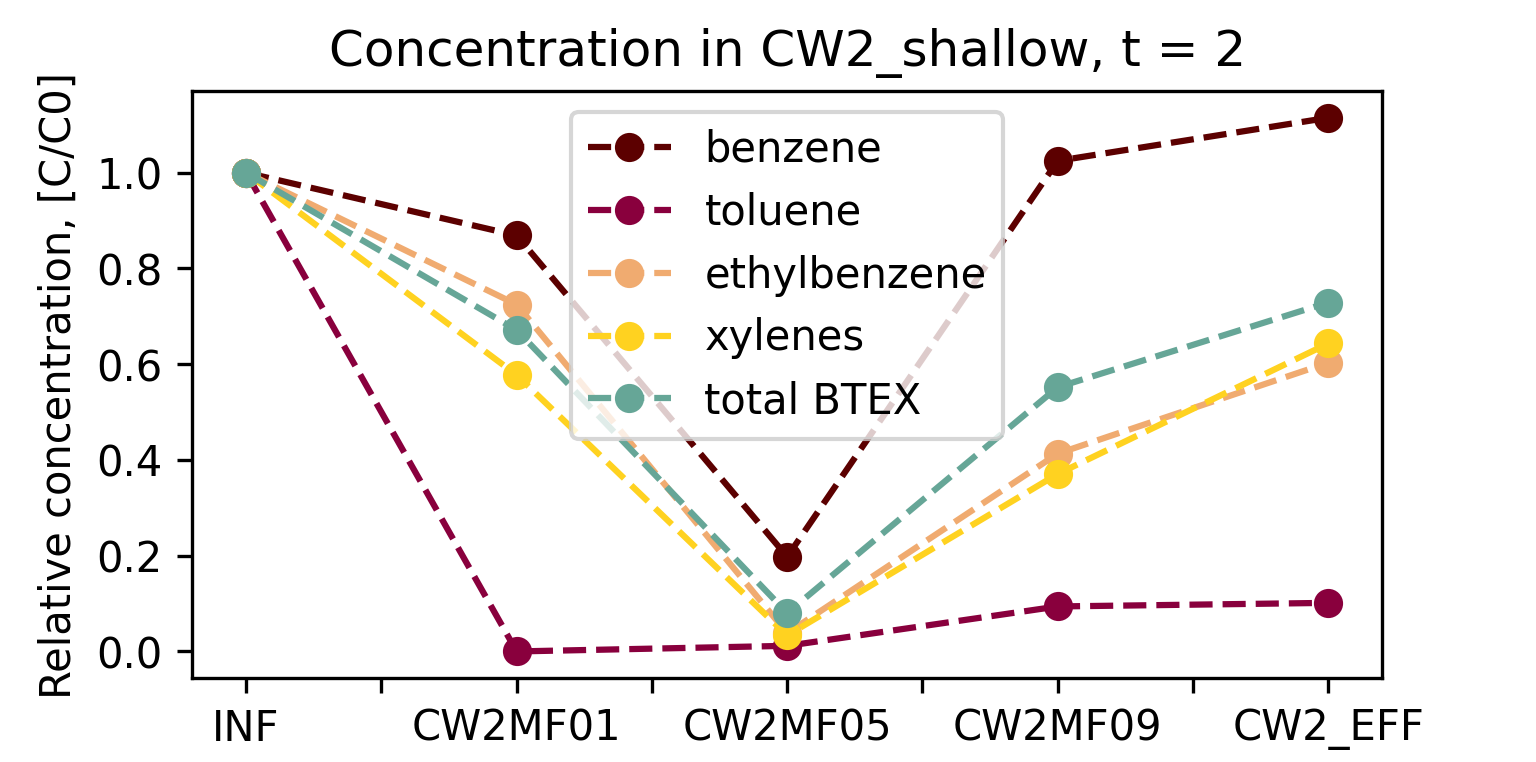 Concentration in CW2_shallow, t = 2
Relative concentration, [C/C0]
1.0
0.8
0.6
0.4
0.2
0.0
benzene
toluene
ethylbenzene
xylenes
total BTEX
INF CW2MF01 CW2MF05 CW2MF09 CW2_EFF